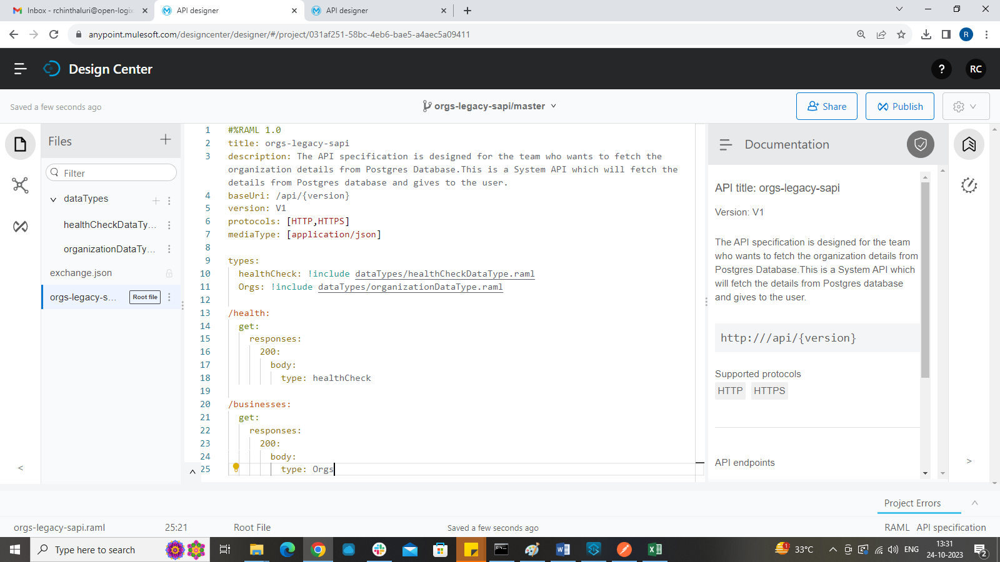 Inbox - rchinthaluri@open-logix
API designer
API designer
anypoint.mulesoft.com/designcenter/designer/#/project/031af251-58bc-4eb6-bae5-a4aec5a09411
R
Design Center
?
RC
Saved a few seconds ago
orgs-legacy-sapi/master
Share
Publish
Files
Filter
dataTypes
healthCheckDataTy...
organizationDataTy...
exchange.json
orgs-legacy-s...
Root file
1 #%RAML 1.0
2 title: orgs-legacy-sapi
3 description: The API specification is designed for the team who wants to fetch the
organization details from Postgres Database.This is a System API which will fetch the
details from Postgres database and gives to the user.
4 baseUri: /api/{version}
5 version: V1
6 protocols: [HTTP,HTTPS]
7 mediaType: [application/json]
8
9 types:
10 healthCheck: !include dataTypes/healthCheckDataType.raml
11 Orgs: !include dataTypes/organizationDataType.raml
12
13 /health:
14 get:
15 responses:
16 200:
17 body:
18 type: healthCheck
19
20 /businesses:
21 get:
22 responses:
23 200:
24 body:
25 type: Orgs
Documentation
API title: orgs-legacy-sapi
Version: V1
The API specification is designed for the team
who wants to fetch the organization details from
Postgres Database.This is a System API which
will fetch the details from Postgres database
and gives to the user.
http:///api/{version}
Supported protocols
HTTP HTTPS
API endpoints
Project Errors
orgs-legacy-sapi.raml
25:21
Root File
Saved a few seconds ago
RAML API specification
Type here to search
1
33°C
ENG
13:31
24-10-2023
2